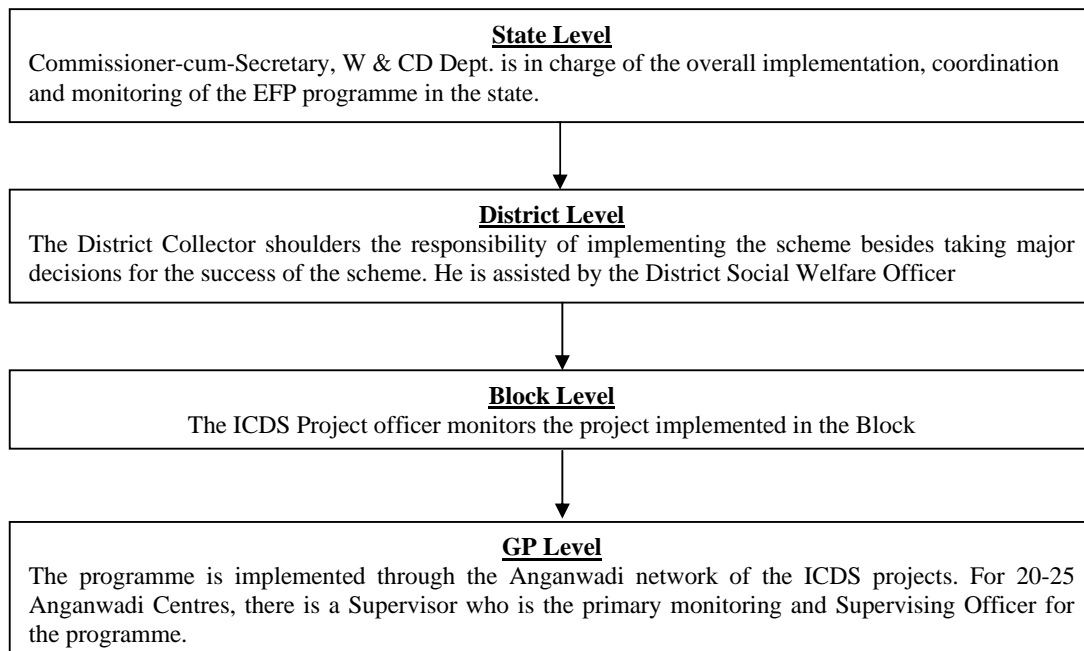 State Level
Commissioner-cum-Secretary, W & CD Dept. is in charge of the overall implementation, coordination
and monitoring of the EFP programme in the state.
District Level
The District Collector shoulders the responsibility of implementing the scheme besides taking major
decisions for the success of the scheme. He is assisted by the District Social Welfare Officer
Block Level
The ICDS Project officer monitors the project implemented in the Block
GP Level
The programme is implemented through the Anganwadi network of the ICDS projects. For 20-25
Anganwadi Centres, there is a Supervisor who is the primary monitoring and Supervising Officer for
the programme.